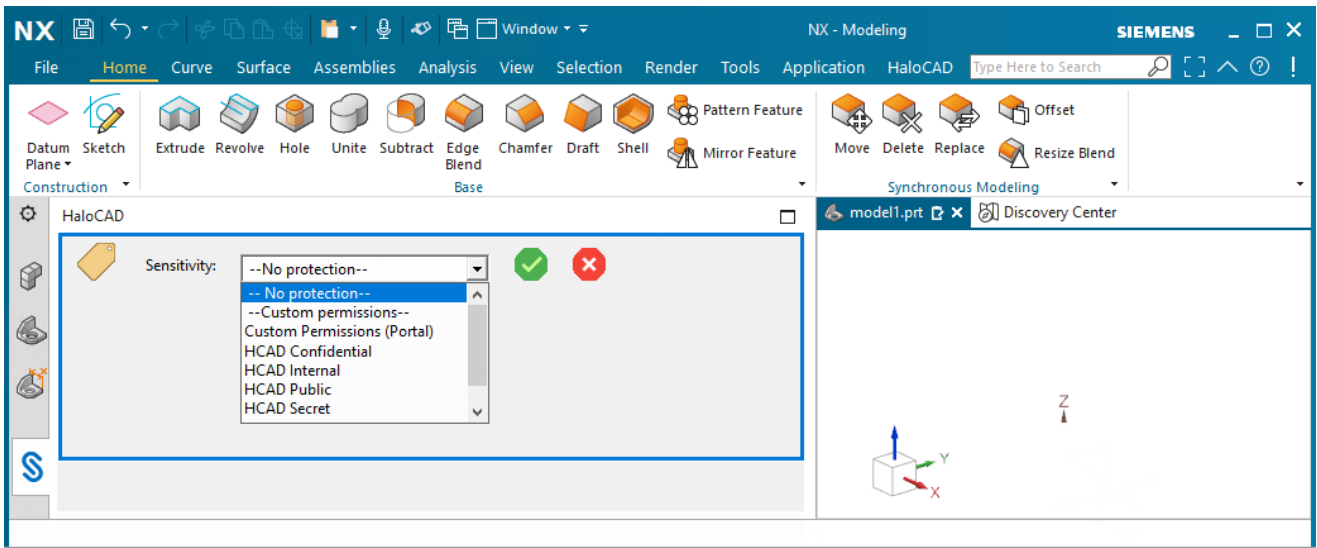 NX Window NX - Modeling SIEMENS
File Home Curve Surface Assemblies Analysis View Selection Render Tools Application HaloCAD Type Here to Search
Pattern Feature Offset
Datum Plane Sketch Extrude Revolve Hole Unite Subtract Edge Blend Chamfer Draft Shell Mirror Feature Move Delete Replace Resize Blend
Construction Base Synchronous Modeling
HaloCAD model1.prt Discovery Center
Sensitivity: --No protection--
-- No protection--
--Custom permissions--
Custom Permissions (Portal)
HCAD Confidential
HCAD Internal
HCAD Public
HCAD Secret
Z
Y
X